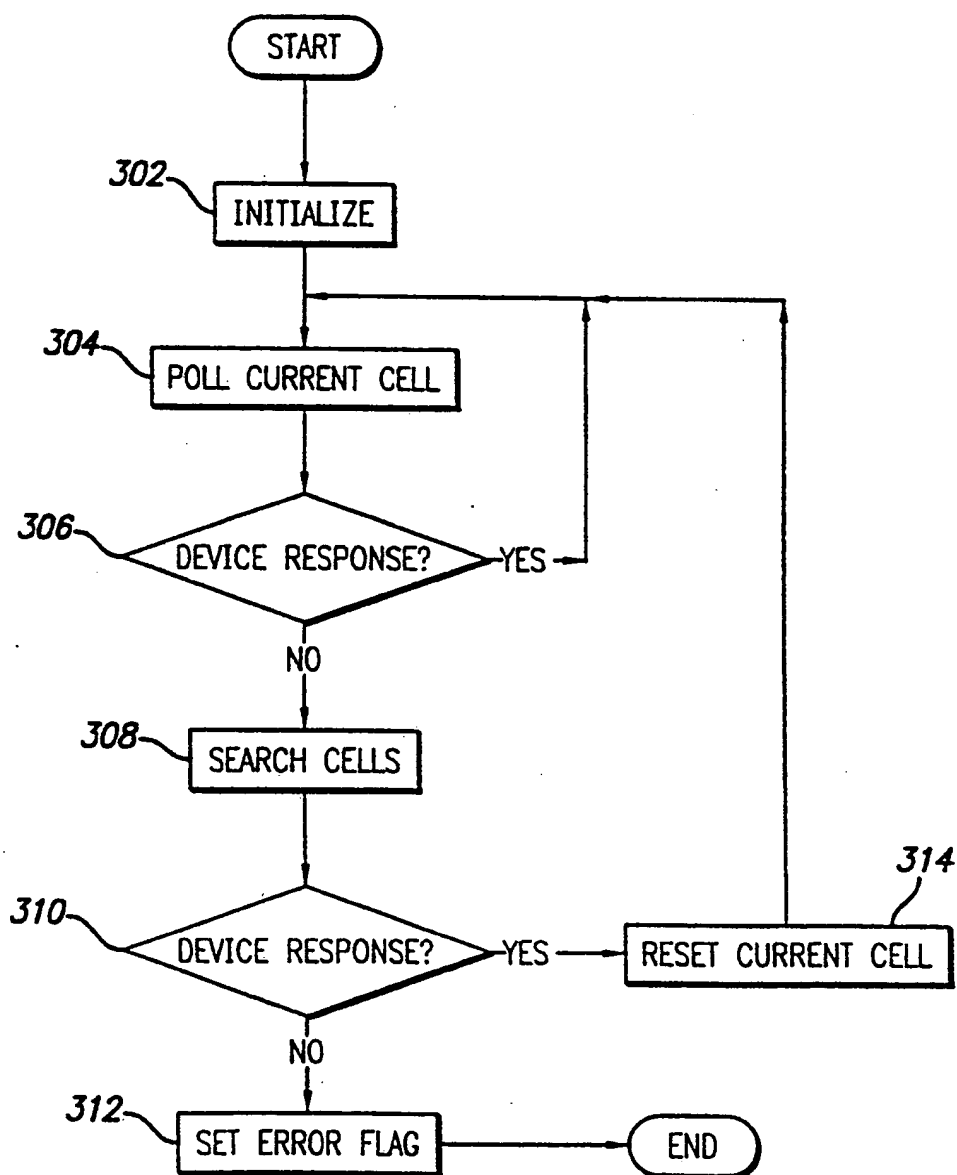 START
302
INITIALIZE
304
POLL CURRENT CELL
306
DEVICE RESPONSE?
YES
NO
308
SEARCH CELLS
310
DEVICE RESPONSE?
YES
314
RESET CURRENT CELL
NO
312
SET ERROR FLAG
END